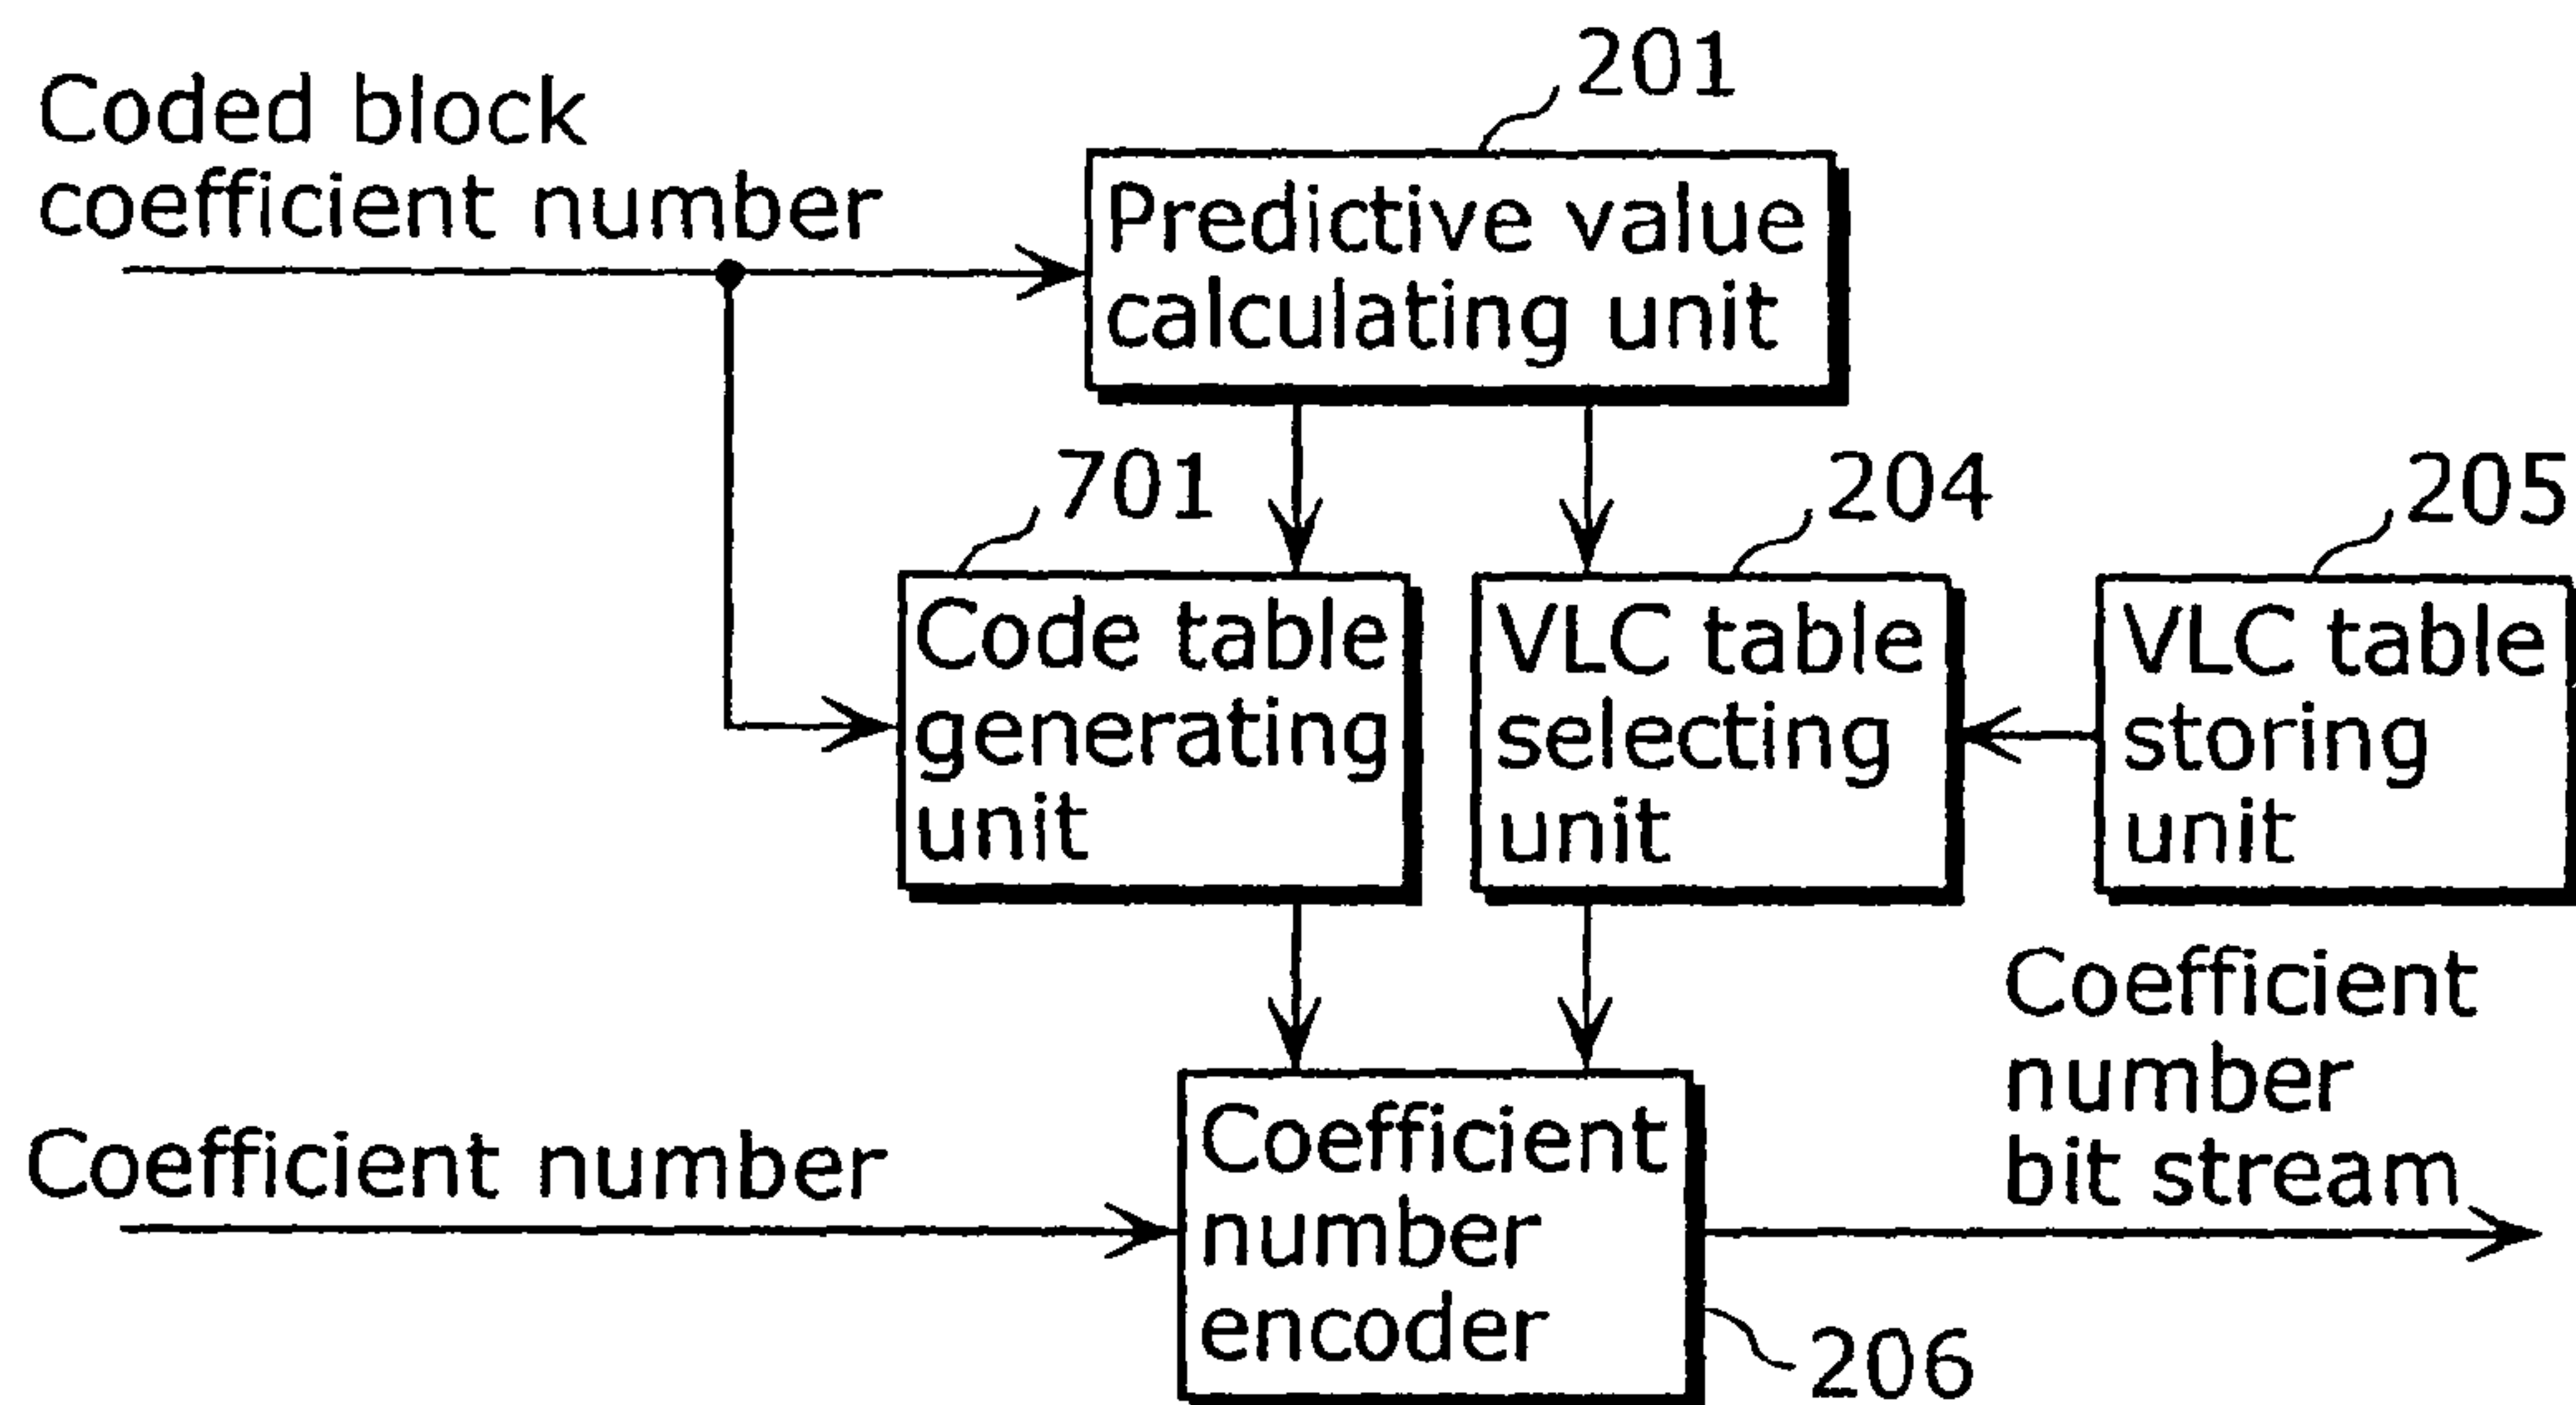 201
Coded block
coefficient number
Predictive value
calculating unit
701
204
205
Code table
generating
unit
VLC table
selecting
unit
VLC table
storing
unit
Coefficient
number
bit stream
Coefficient number
Coefficient
number
encoder
206